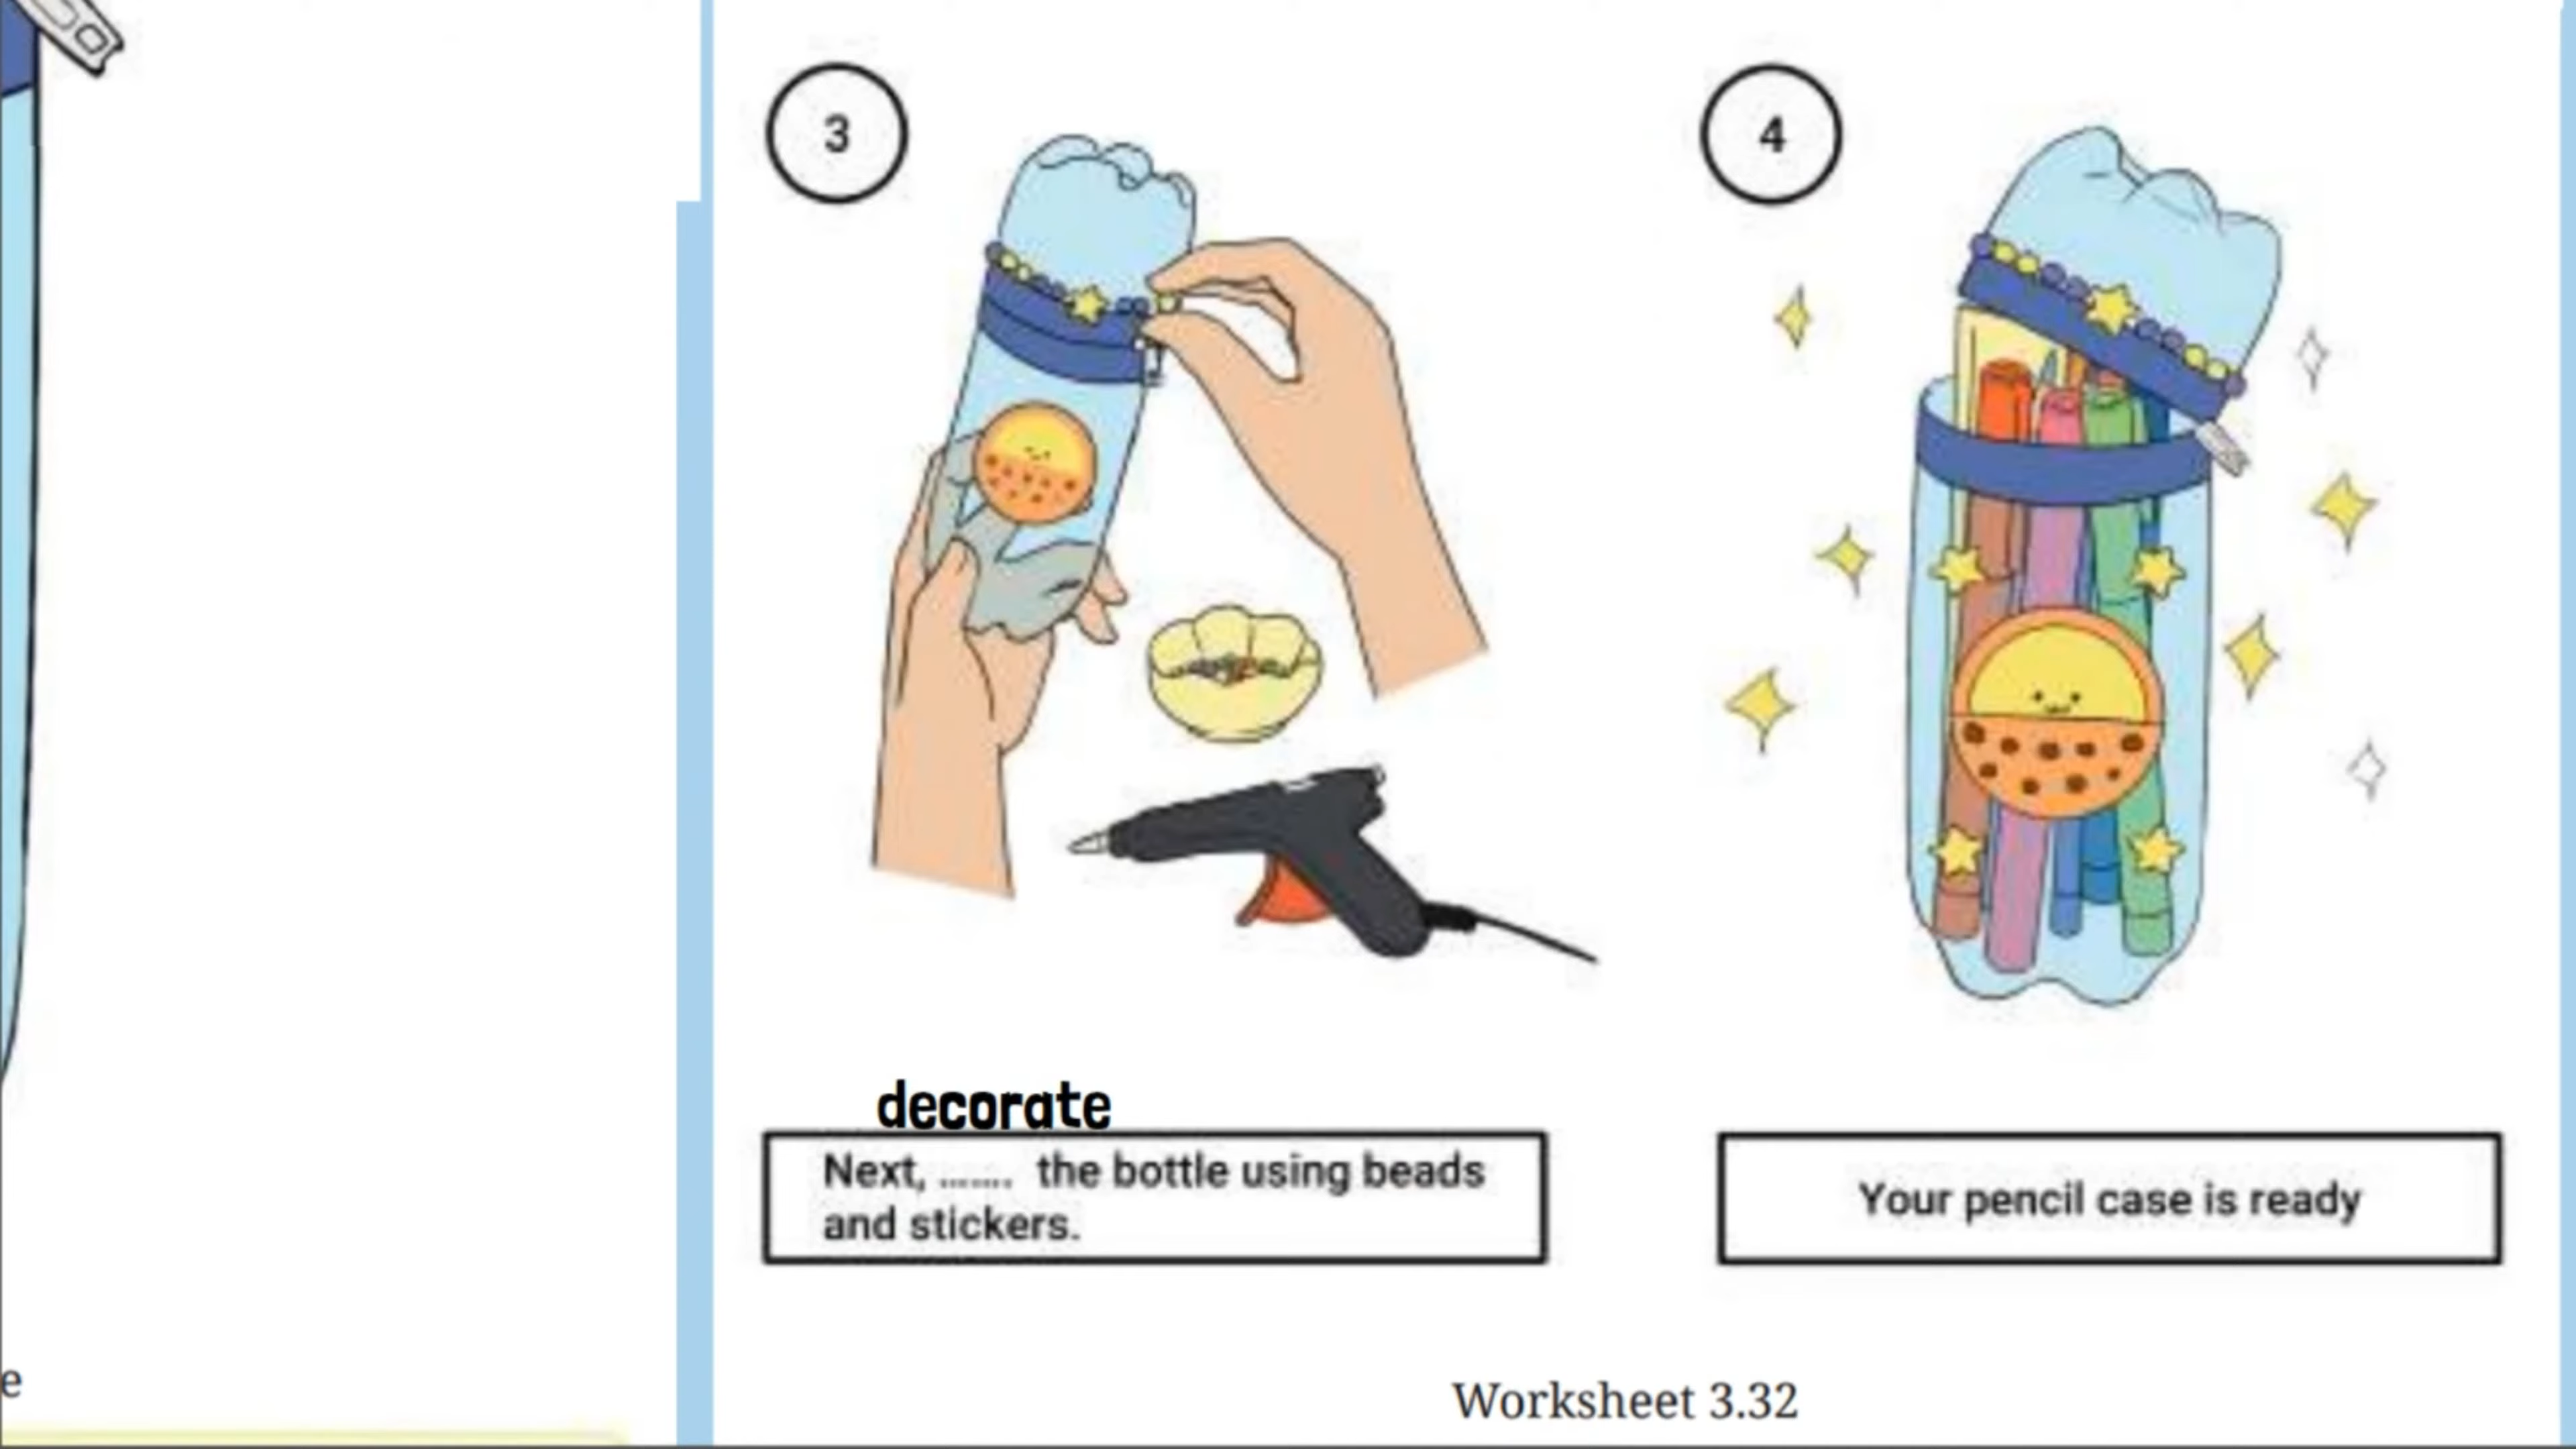 3
4
decorate
Next, ....... the bottle using beads
and stickers.
Your pencil case is ready
e
Worksheet 3.32